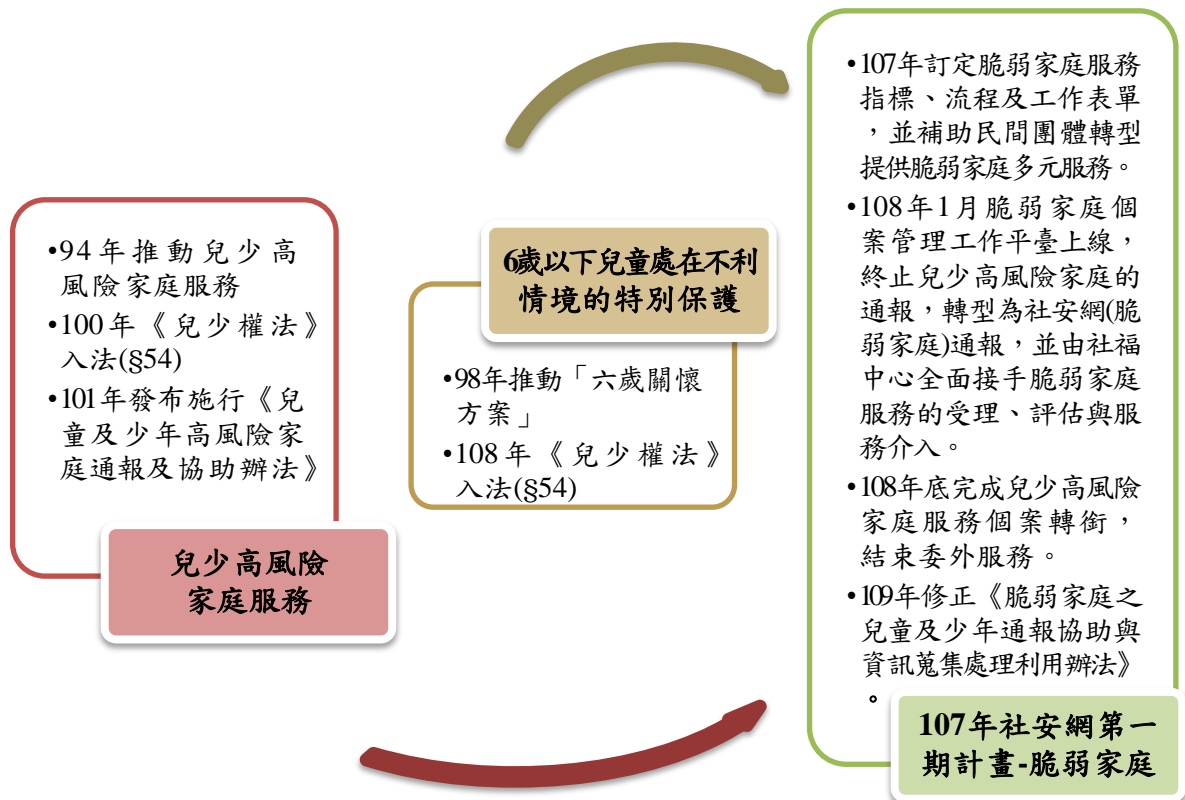 •94年推動兒少高
風險家庭服務
•100年《兒少權法》
入法(§54)
•101年發布施行《兒
童及少年高風險家
庭通報及協助辦法》
兒少高風險
家庭服務
6歲以下兒童處在不利
情境的特別保護
•98年推動「六歲關懷
方案」
•108年《兒少權法》
入法(§54)
•107年訂定脆弱家庭服務
指標、流程及工作表單
，並補助民間團體轉型
提供脆弱家庭多元服務。
•108年1月脆弱家庭個
案管理工作平臺上線，
終止兒少高風險家庭的
通報，轉型為社安網(脆
弱家庭)通報，並由社福
中心全面接手脆弱家庭
服務的受理、評估與服
務介入。
•108年底完成兒少高風險
家庭服務個案轉銜，
結束委外服務。
•109年修正《脆弱家庭之
兒童及少年通報協助與
資訊蒐集處理利用辦法》
。
107年社安網第一
期計畫-脆弱家庭